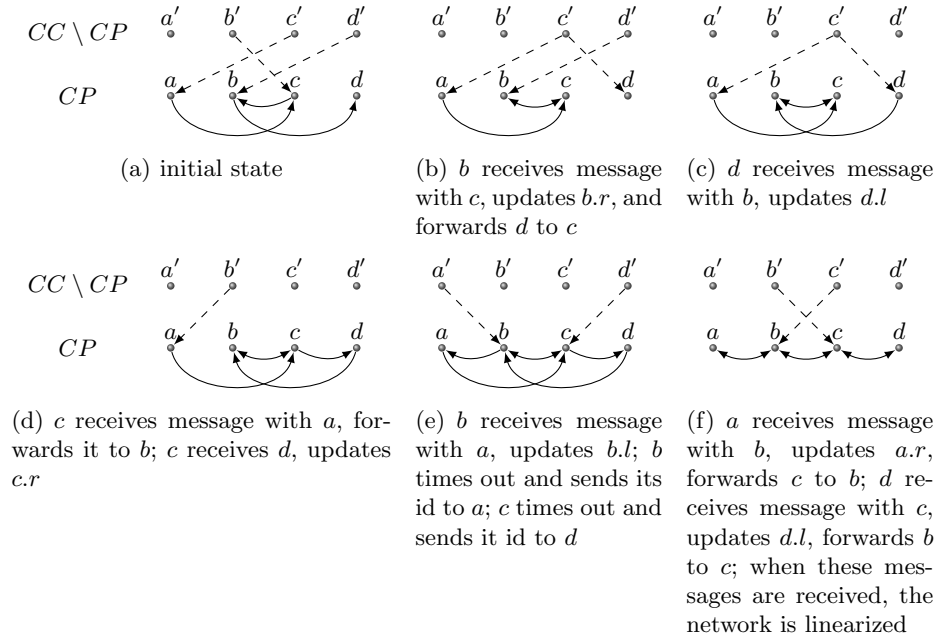 a′ b′ c′ d′ a′ b′ c′ d′ a′ b′ c′ d′
CC \ CP
a b c d a b c d a b c d
CP
(a) initial state
(b) b receives message
with c, updates b.r, and
forwards d to c
(c) d receives message
with b, updates d.l
a′ b′ c′ d′ a′ b′ c′ d′ a′ b′ c′ d′
CC \ CP
a b c d a b c d a b c d
CP
(d) c receives message with a, for-
wards it to b; c receives d, updates
c.r
(e) b receives message
with a, updates b.l; b
times out and sends its
id to a; c times out and
sends it id to d
(f) a receives message
with b, updates a.r,
forwards c to b; d re-
ceives message with c,
updates d.l, forwards b
to c; when these mes-
sages are received, the
network is linearized